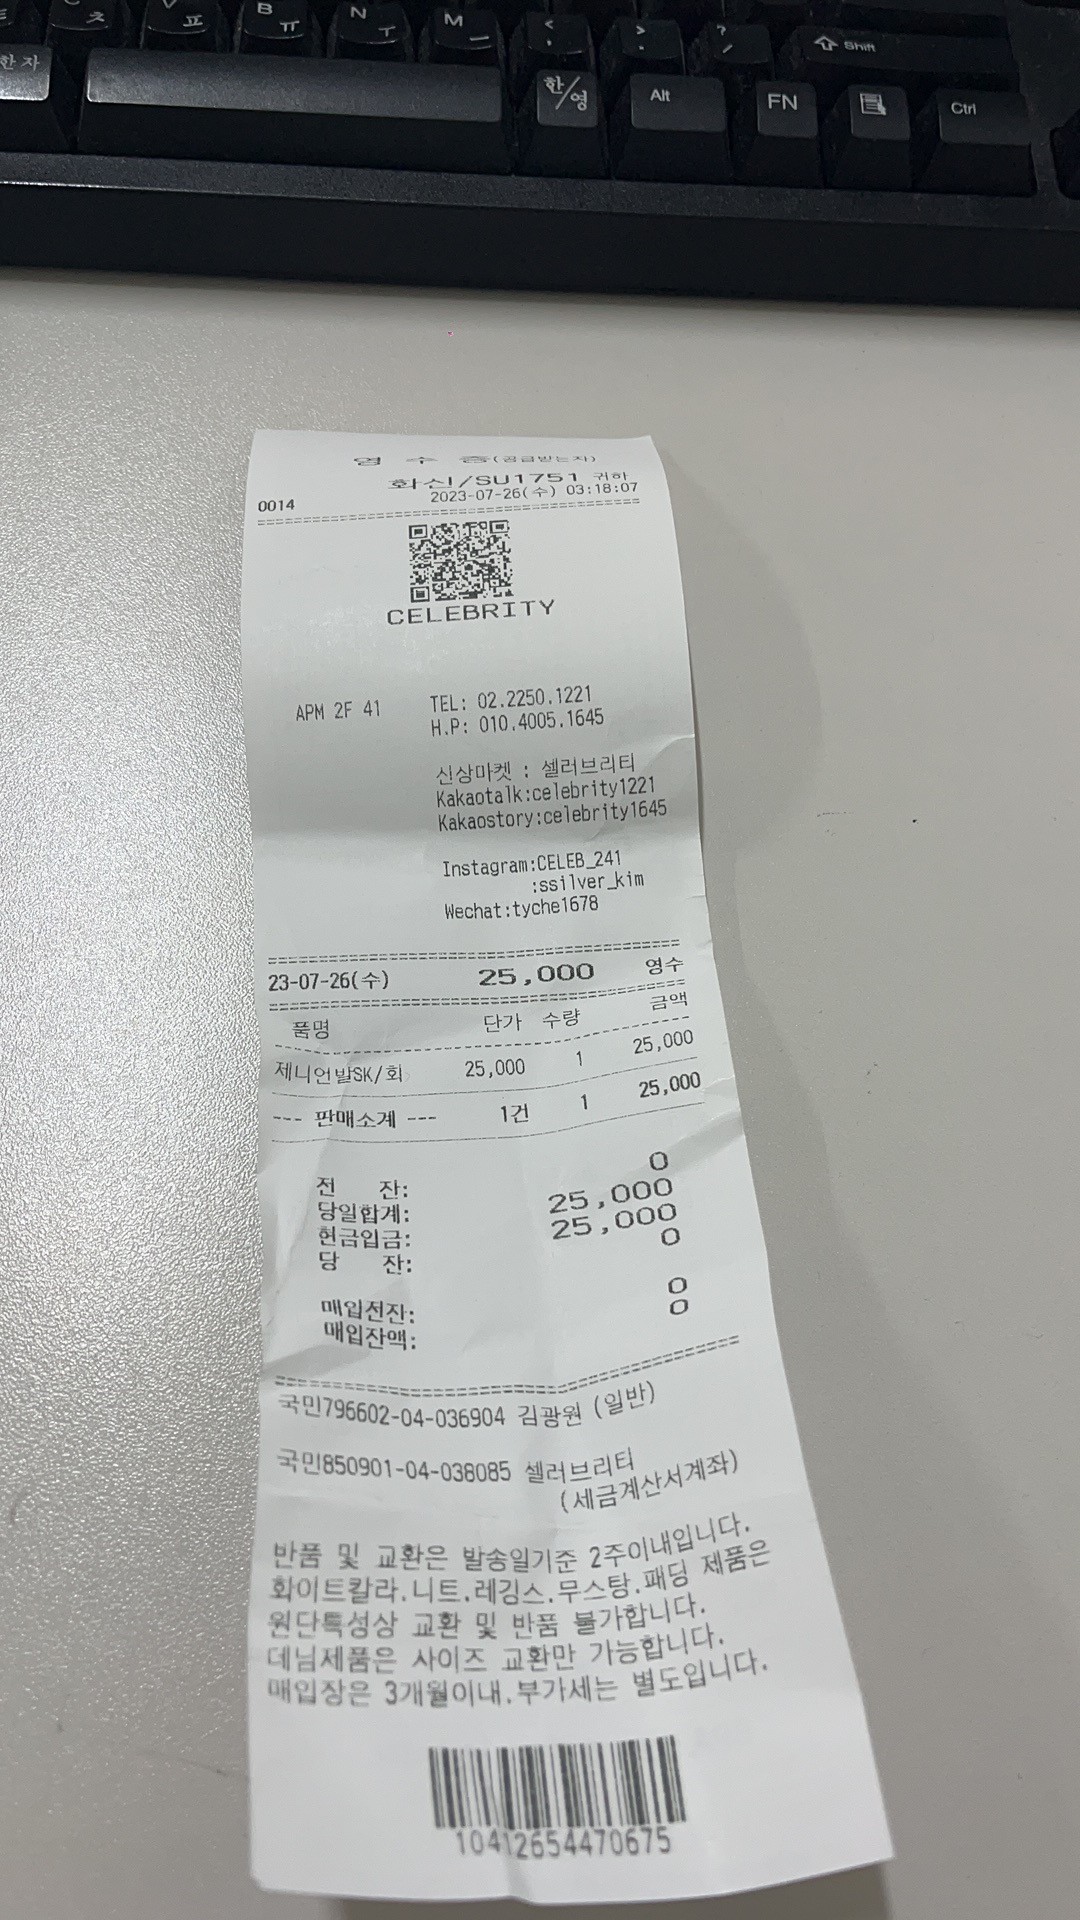 ㅊ
V ㅍ
B ㅠ
N ㅜ
M ㅡ
< ,
> .
? /
Shift
한자
한/영
Alt
FN
Ctrl
영 수 증(공급받는자)
화신/SU1751 귀하
0014 2023-07-26(수) 03:18:07
CELEBRITY
APM 2F 41 TEL: 02.2250.1221
H.P: 010.4005.1645
신상마켓 : 셀러브리티
Kakaotalk:celebrity1221
Kakaostory:celebrity1645
Instagram:CELEB_241
:ssilver_kim
Wechat:tyche1678
23-07-26(수) 25,000 영수
품명 단가 수량 금액
제니언발SK/회 25,000 1 25,000
--- 판매소계 --- 1건 1 25,000
전 잔: 0
당일합계: 25,000
현금입금: 25,000
당 잔: 0
매입전잔: 0
매입잔액: 0
국민796602-04-036904 김광원 (일반)
국민850901-04-038085 셀러브리티
(세금계산서계좌)
반품 및 교환은 발송일기준 2주이내입니다.
화이트칼라.니트.레깅스.무스탕.패딩 제품은
원단특성상 교환 및 반품 불가합니다.
데님제품은 사이즈 교환만 가능합니다.
매입장은 3개월이내.부가세는 별도입니다.
10412654470675